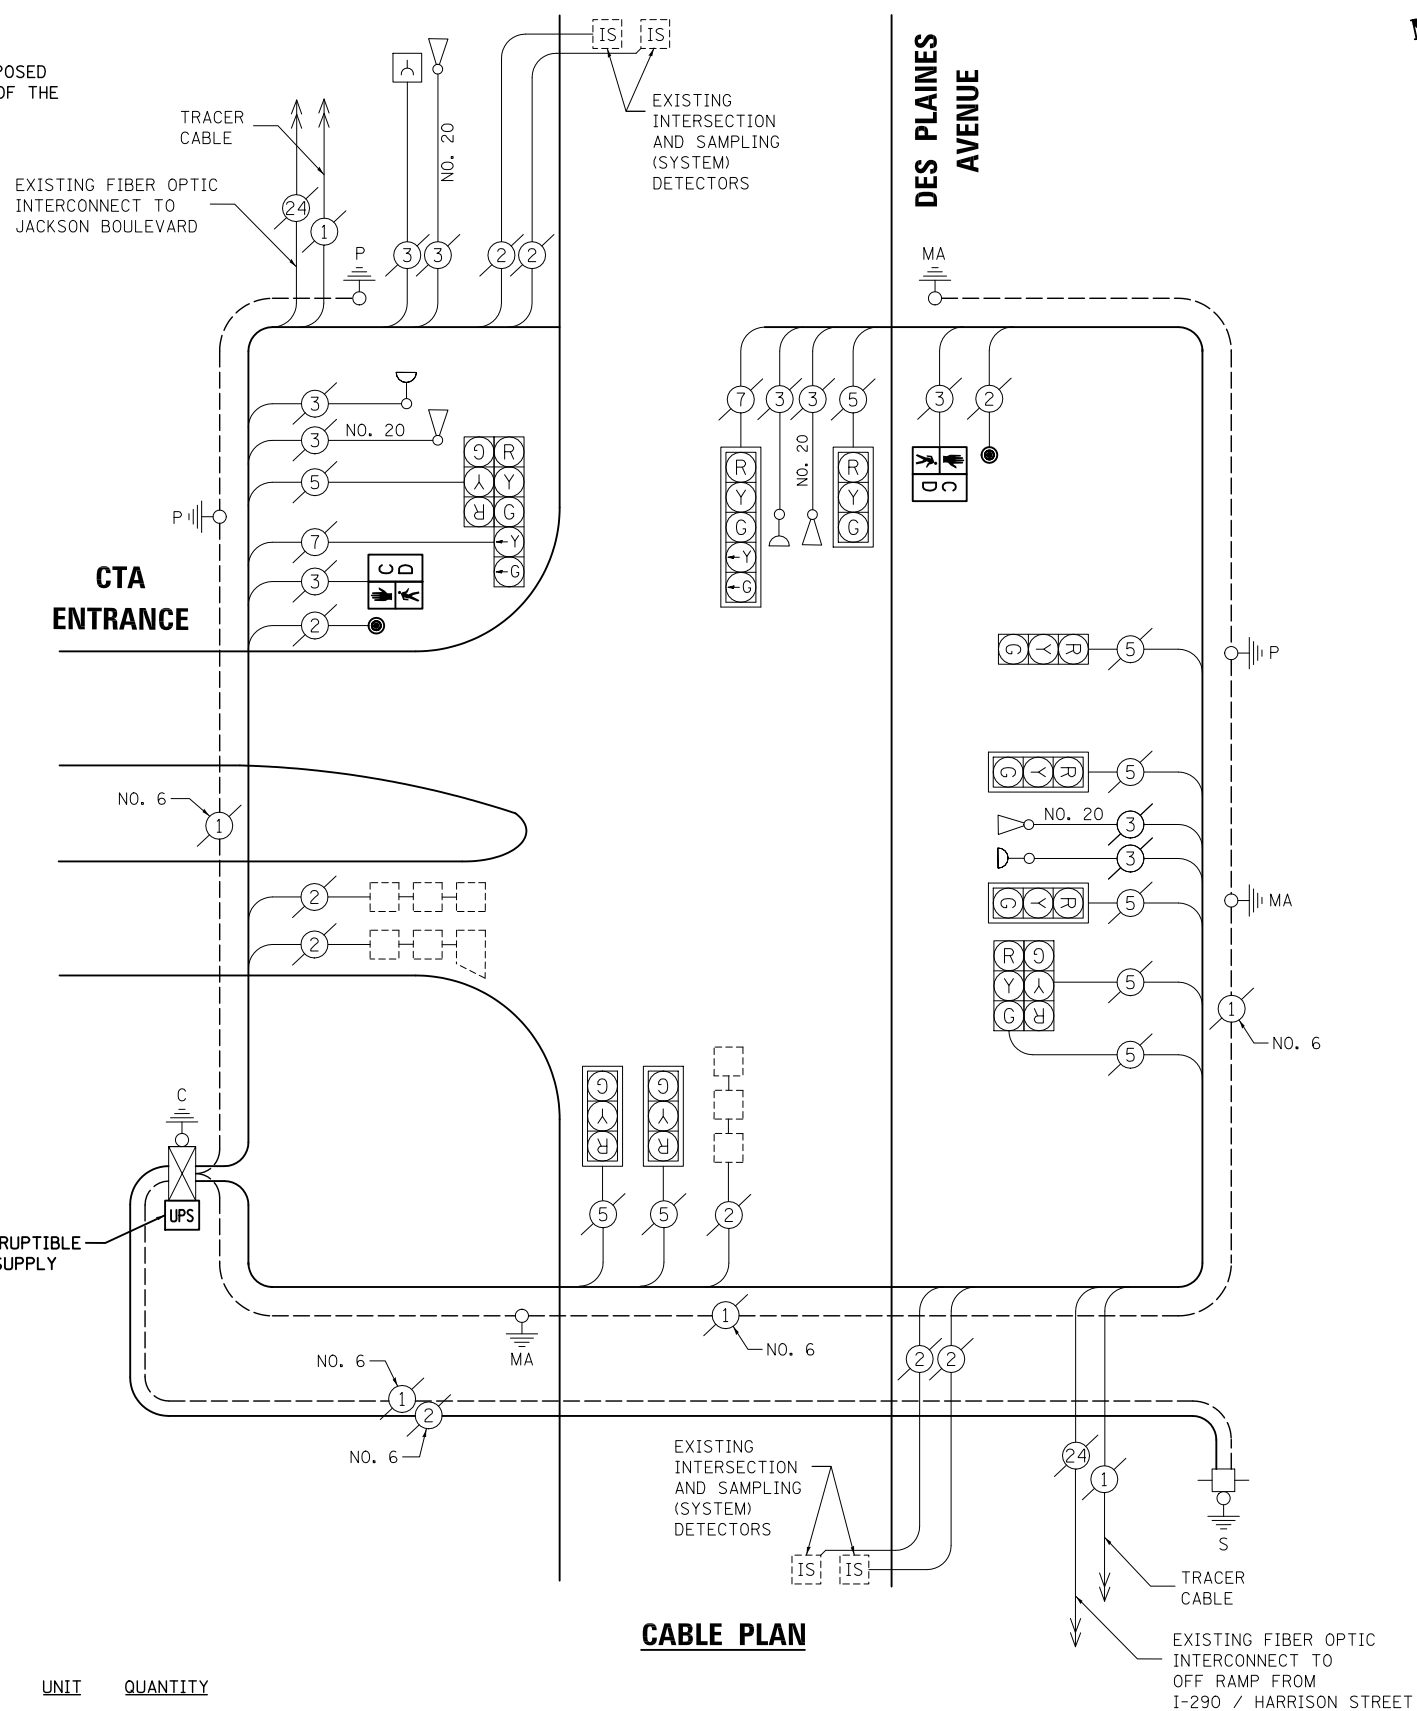 POSED
OF THE
TRACER
CABLE
EXISTING FIBER OPTIC
INTERCONNECT TO
JACKSON BOULEVARD
24
1
P
3
3
NO. 20
2
2
IS
IS
EXISTING
INTERSECTION
AND SAMPLING
(SYSTEM)
DETECTORS
DES PLAINES
AVENUE
MA
3
3
NO. 20
5
7
3
2
G R
Y Y
R G
Y
G
C D
P
CTA
ENTRANCE
7
3
3
5
NO. 20
R
Y
G
Y
G
R
Y
G
3
2
C D
G Y R
5
P
G Y R
5
NO. 20
3
3
G Y R
5
MA
R G
Y Y
G R
5
5
1
NO. 6
NO. 6
1
2
2
C
UPS
RUPTIBLE
SUPPLY
G
Y
R
G
Y
R
5
5
2
MA
1
NO. 6
NO. 6
1
2
NO. 6
2
2
EXISTING
INTERSECTION
AND SAMPLING
(SYSTEM)
DETECTORS
IS
IS
24
1
S
TRACER
CABLE
EXISTING FIBER OPTIC
INTERCONNECT TO
OFF RAMP FROM
I-290 / HARRISON STREET
CABLE PLAN
UNIT QUANTITY